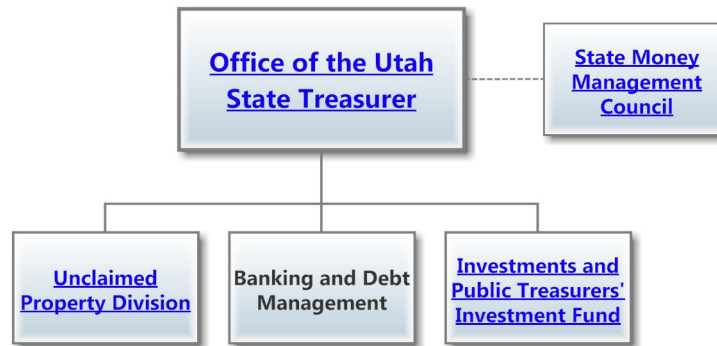 Office of the Utah
State Treasurer
State Money
Management
Council
Unclaimed
Property Division
Banking and Debt
Management
Investments and
Public Treasurers'
Investment Fund